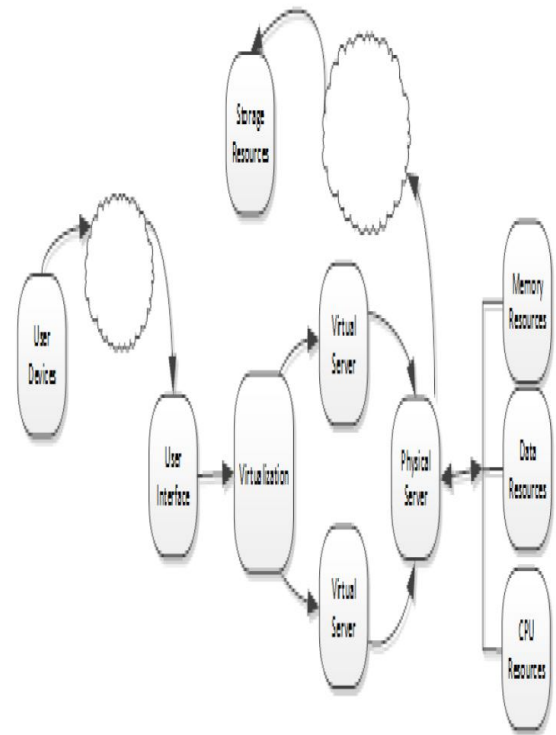 Storage
Resources
User
Devices
User
Interface
Virtualization
Virtual
Server
Virtual
Server
Physical
Server
Memory
Resources
Data
Resources
CPU
Resources